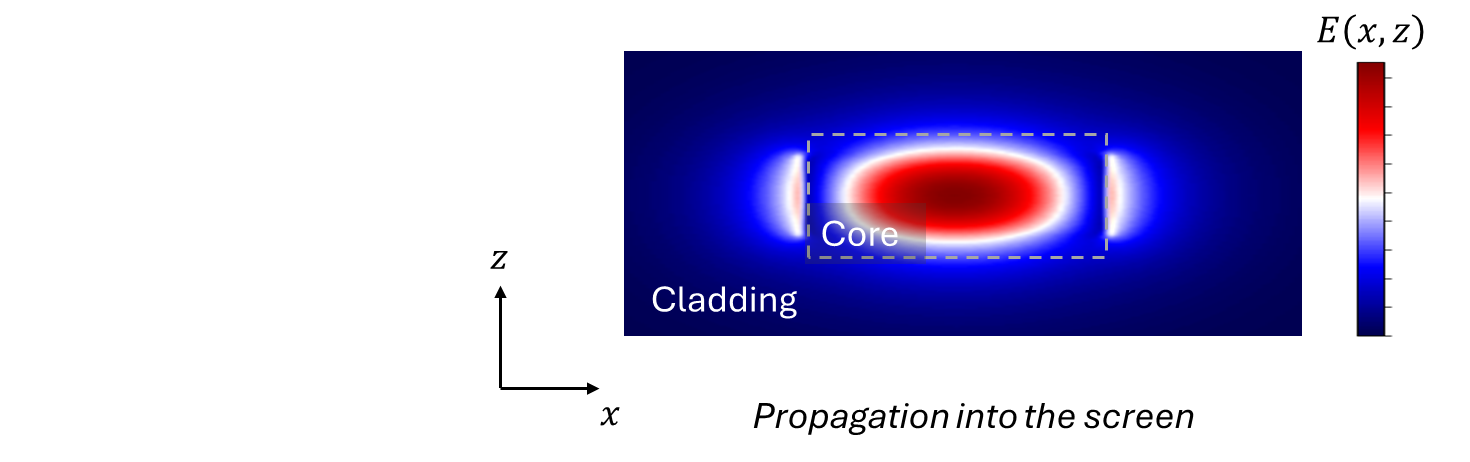 E(x, z)
Core
z
Cladding
x
Propagation into the screen